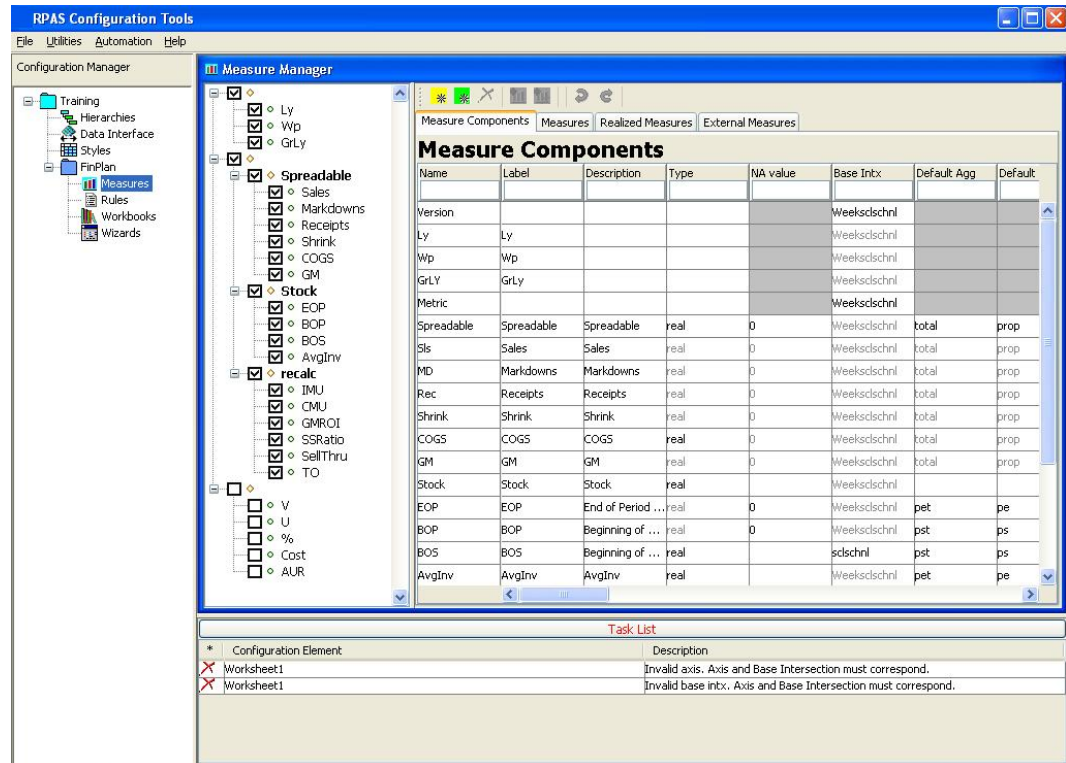 RPAS Configuration Tools
File Utilities Automation Help
Configuration Manager
Training
Hierarchies
Data Interface
Styles
FinPlan
Measures
Rules
Workbooks
Wizards
Measure Manager
Ly
Wp
GrLy
Spreadable
Sales
Markdowns
Receipts
Shrink
COGS
GM
Stock
EOP
BOP
BOS
AvgInv
recalc
IMU
CMU
GMROI
SSRatio
SellThru
TO
V
U
%
Cost
AUR
Measure Components Measures Realized Measures External Measures
Measure Components
Name Label Description Type NA value Base Intx Default Agg Default
Version Weeksclschnl
Ly Ly Weeksclschnl
Wp Wp Weeksclschnl
GrLY GrLy Weeksclschnl
Metric Weeksclschnl
Spreadable Spreadable Spreadable real 0 Weeksclschnl total prop
Sls Sales Sales real 0 Weeksclschnl total prop
MD Markdowns Markdowns real 0 Weeksclschnl total prop
Rec Receipts Receipts real 0 Weeksclschnl total prop
Shrink Shrink Shrink real 0 Weeksclschnl total prop
COGS COGS COGS real 0 Weeksclschnl total prop
GM GM GM real 0 Weeksclschnl total prop
Stock Stock Stock real Weeksclschnl
EOP EOP End of Period ... real 0 Weeksclschnl pet pe
BOP BOP Beginning of ... real 0 Weeksclschnl pst ps
BOS BOS Beginning of ... real sclschnl pst ps
AvgInv AvgInv AvgInv real Weeksclschnl pet pe
Task List
* Configuration Element Description
Worksheet1 Invalid axis. Axis and Base Intersection must correspond.
Worksheet1 Invalid base intx. Axis and Base Intersection must correspond.